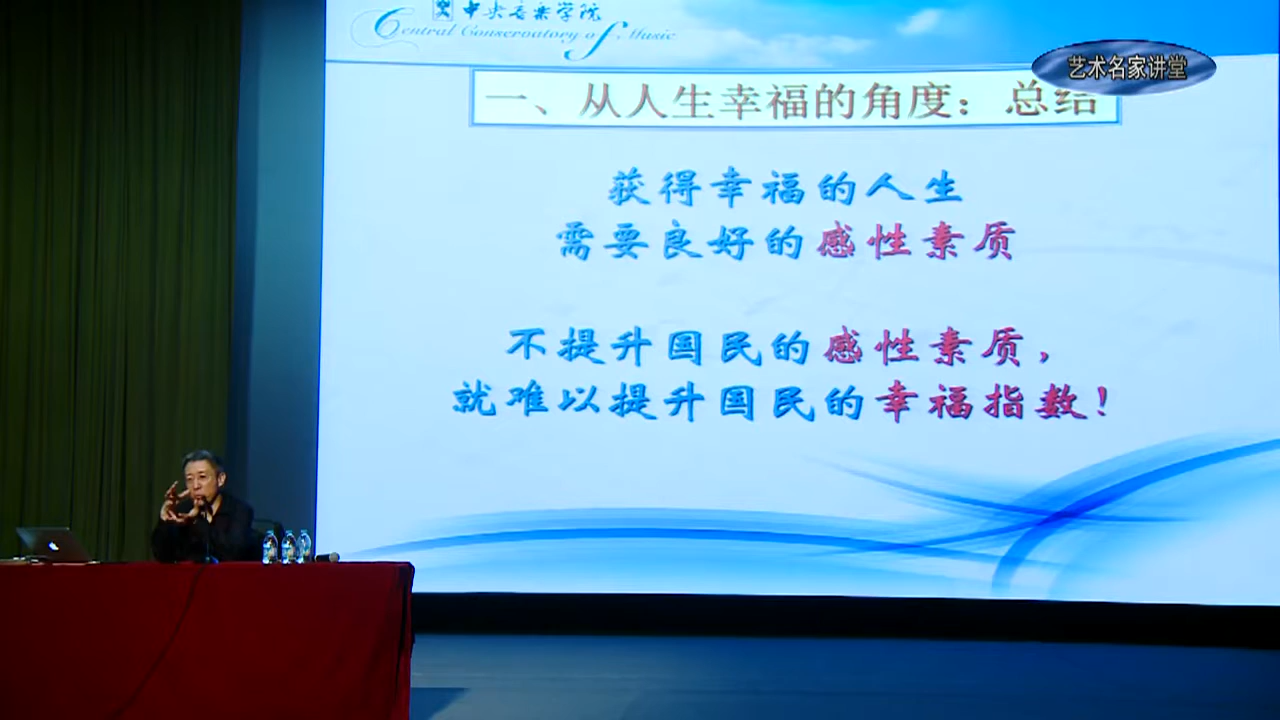 中央音乐学院
Central Conservatory of Music
艺术名家讲堂
一、从人生幸福的角度：总结
获得幸福的人生
需要良好的感性素质
不提升国民的感性素质，
就难以提升国民的幸福指数！